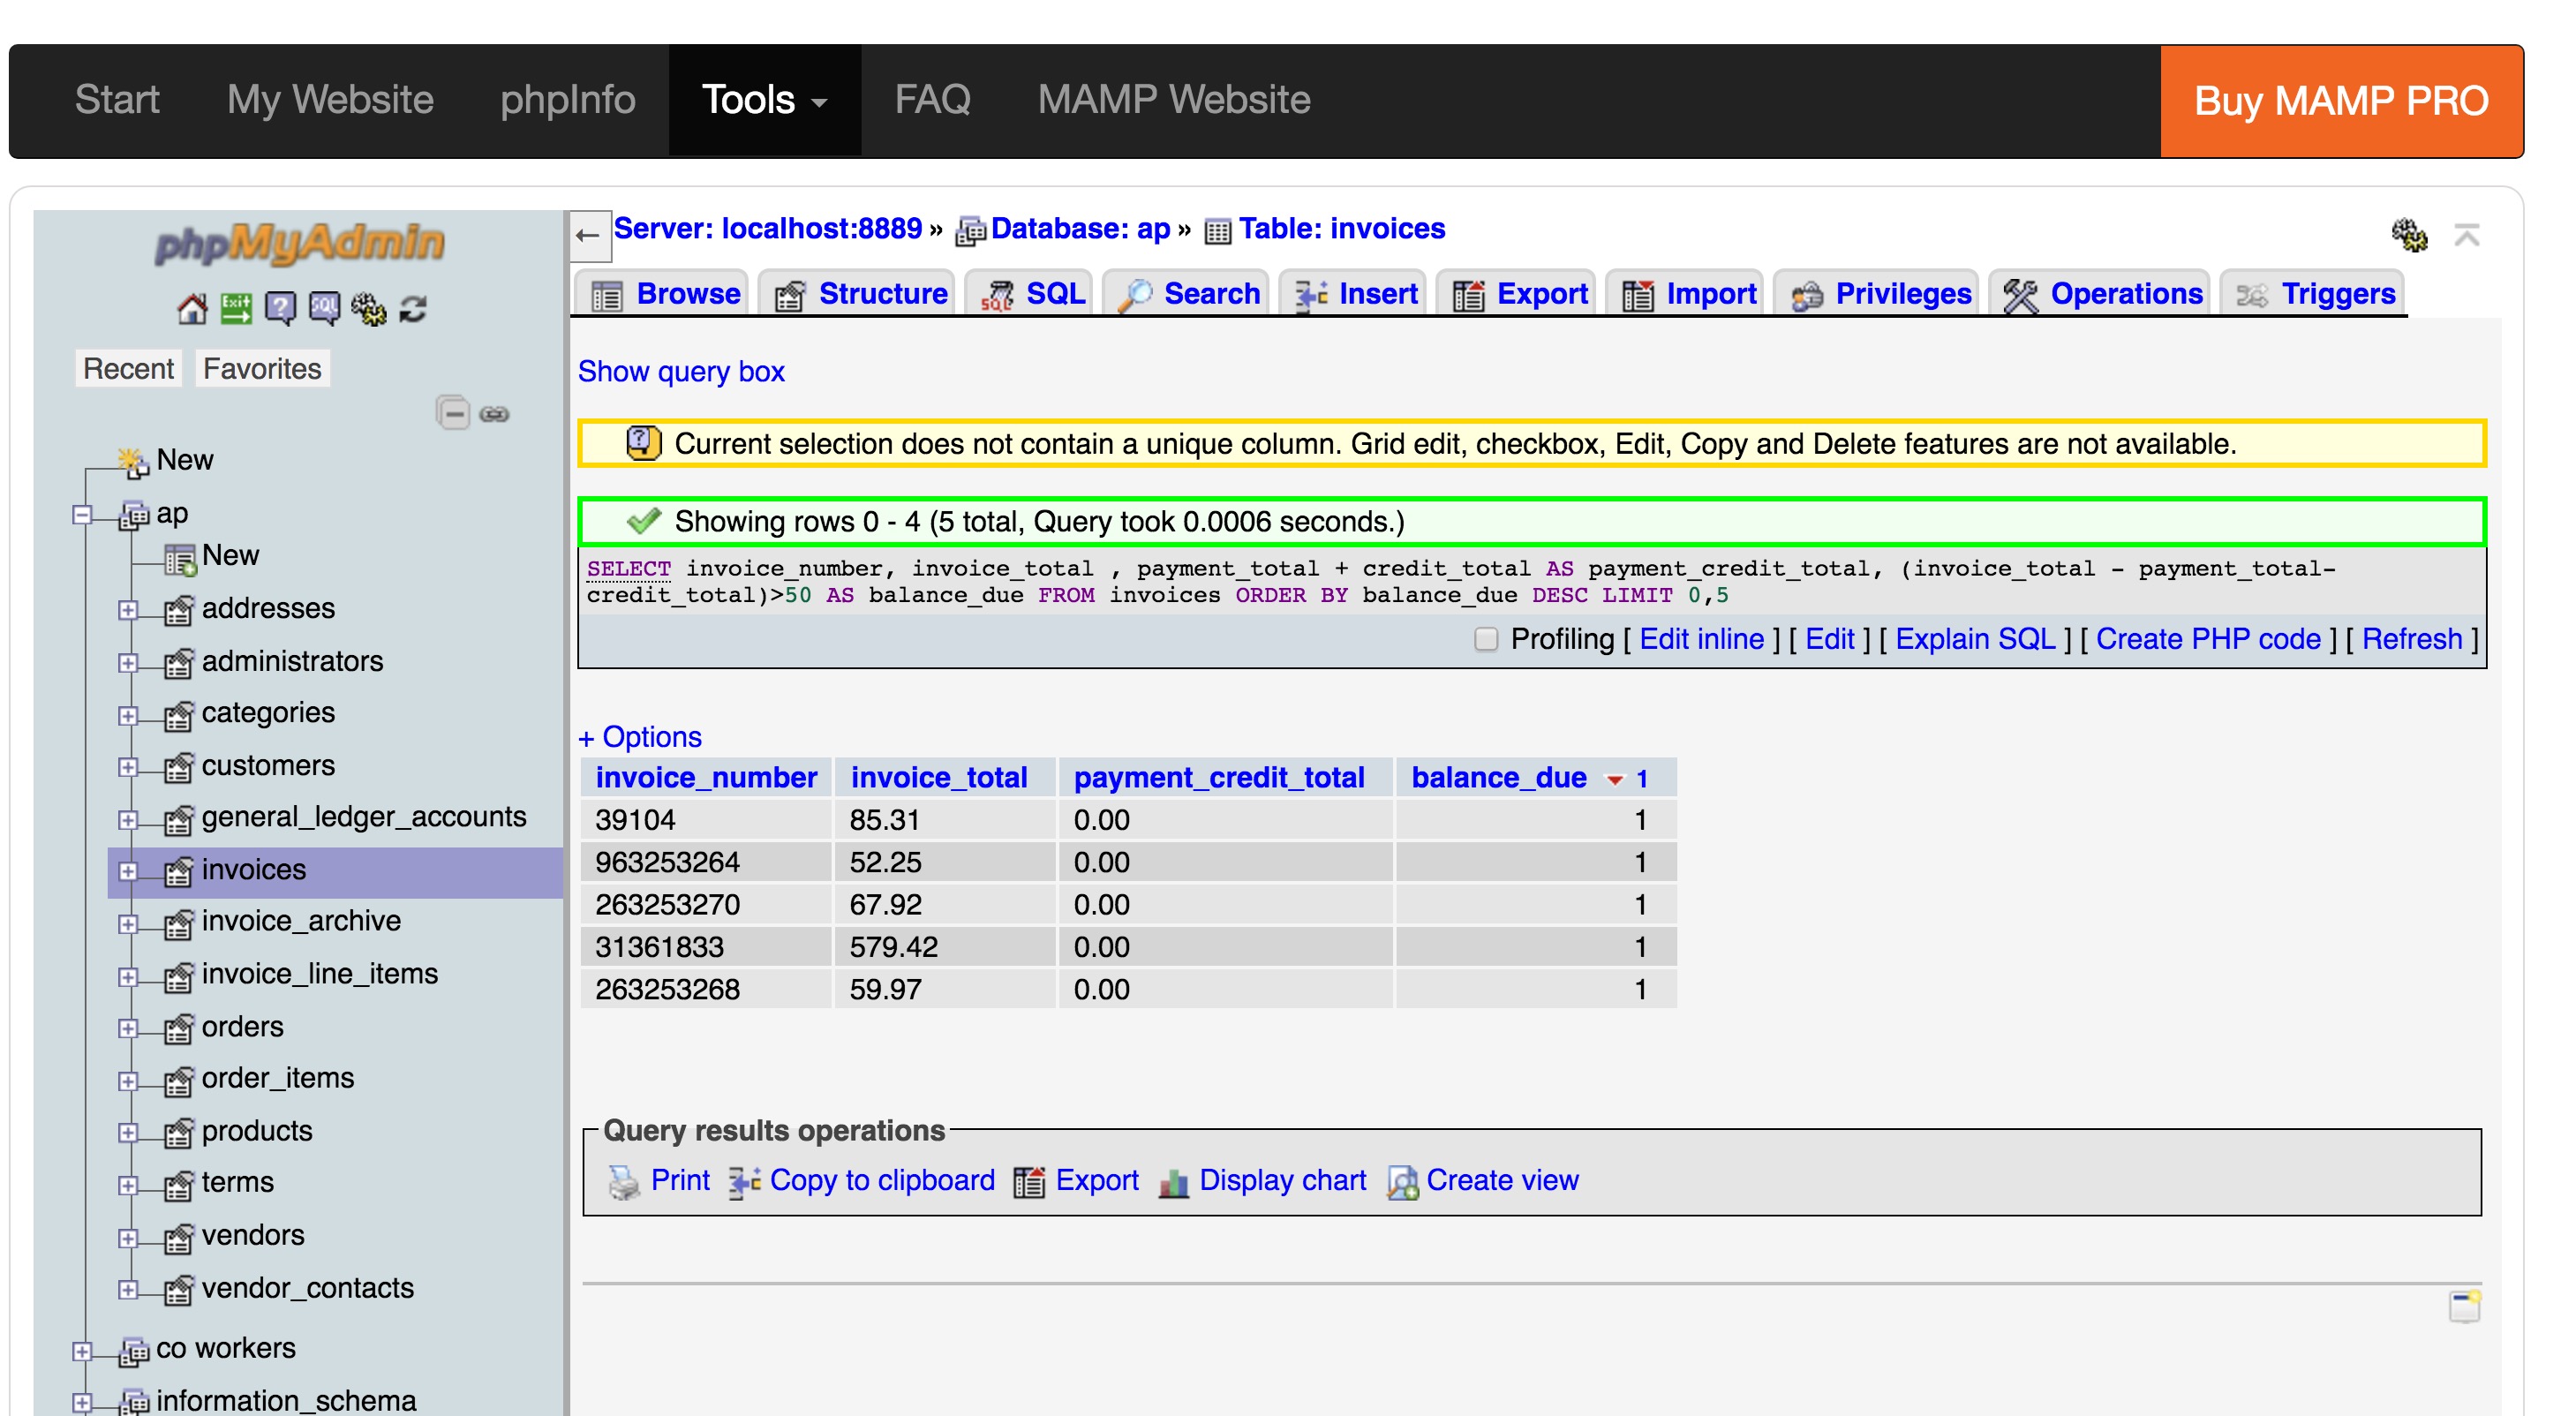 Start My Website phpInfo Tools FAQ MAMP Website Buy MAMP PRO
phpMyAdmin
Recent Favorites
New
ap
New
addresses
administrators
categories
customers
general_ledger_accounts
invoices
invoice_archive
invoice_line_items
orders
order_items
products
terms
vendors
vendor_contacts
co workers
information_schema
Server: localhost:8889 » Database: ap » Table: invoices
Browse Structure SQL Search Insert Export Import Privileges Operations Triggers
Show query box
Current selection does not contain a unique column. Grid edit, checkbox, Edit, Copy and Delete features are not available.
Showing rows 0 - 4 (5 total, Query took 0.0006 seconds.)
SELECT invoice_number, invoice_total , payment_total + credit_total AS payment_credit_total, (invoice_total - payment_total-
credit_total)>50 AS balance_due FROM invoices ORDER BY balance_due DESC LIMIT 0,5
Profiling [ Edit inline ] [ Edit ] [ Explain SQL ] [ Create PHP code ] [ Refresh ]
+ Options
invoice_number invoice_total payment_credit_total balance_due 1
39104 85.31 0.00 1
963253264 52.25 0.00 1
263253270 67.92 0.00 1
31361833 579.42 0.00 1
263253268 59.97 0.00 1
Query results operations
Print Copy to clipboard Export Display chart Create view